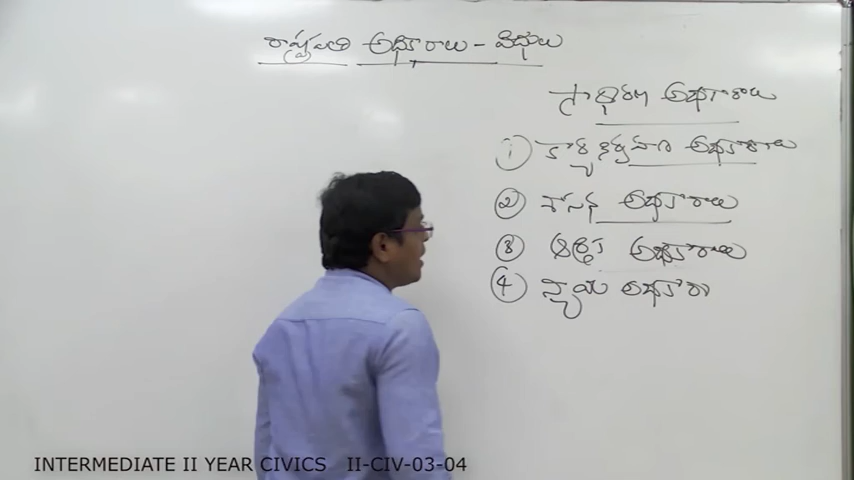 రాష్ట్రపతి అధికారాలు - విధులు
సాధారణ అధికారాలు
1 కార్యనిర్వహణ అధికారాలు
2 శాసన అధికారాలు
3 ఆర్థిక అధికారాలు
4 న్యాయ అధికారా
INTERMEDIATE II YEAR CIVICS II-CIV-03-04